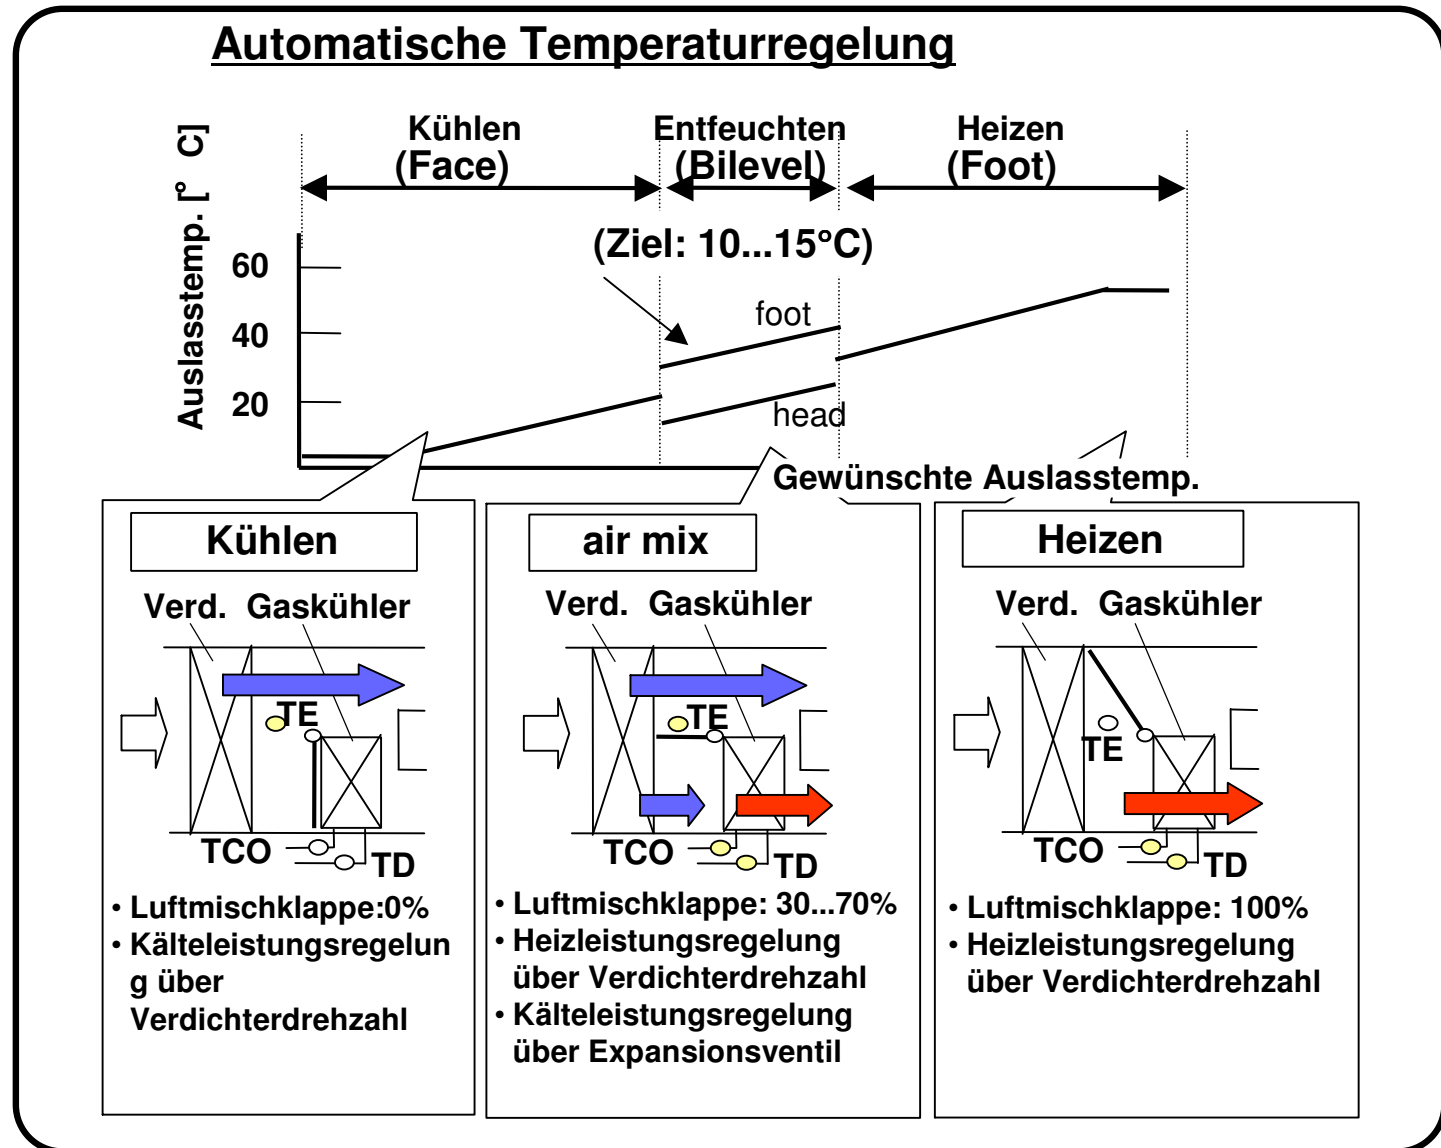 Automatische Temperaturregelung
Kühlen
(Face)
Entfeuchten
(Bilevel)
Heizen
(Foot)
Auslasstemp. [° C]
(Ziel: 10...15°C)
60
40
20
foot
head
Gewünschte Auslasstemp.
Kühlen
Verd. Gaskühler
TE
TCO
TD
• Luftmischklappe:0%
• Kälteleistungsregelun
g über
Verdichterdrehzahl
air mix
Verd. Gaskühler
TE
TCO
TD
• Luftmischklappe: 30...70%
• Heizleistungsregelung
über Verdichterdrehzahl
• Kälteleistungsregelung
über Expansionsventil
Heizen
Verd. Gaskühler
TE
TCO
TD
• Luftmischklappe: 100%
• Heizleistungsregelung
über Verdichterdrehzahl